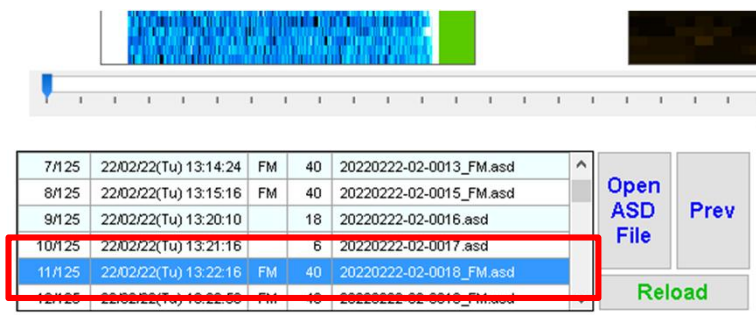 7/125 22/02/22(Tu) 13:14:24 FM 40 20220222-02-0013_FM.asd
8/125 22/02/22(Tu) 13:15:16 FM 40 20220222-02-0015_FM.asd
9/125 22/02/22(Tu) 13:20:10 18 20220222-02-0016.asd
10/125 22/02/22(Tu) 13:21:16 6 20220222-02-0017.asd
11/125 22/02/22(Tu) 13:22:16 FM 40 20220222-02-0018_FM.asd
Open
ASD
File
Prev
Reload